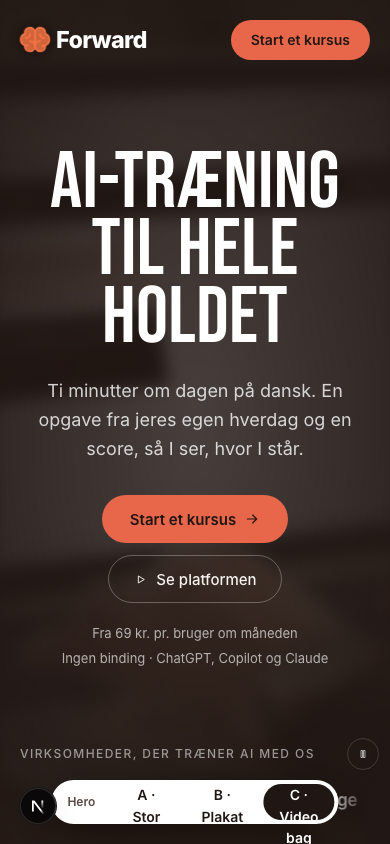 Forward
Start et kursus
AI-TRÆNING
TIL HELE
HOLDET
Ti minutter om dagen på dansk. En
opgave fra jeres egen hverdag og en
score, så I ser, hvor I står.
Start et kursus →
Se platformen
Fra 69 kr. pr. bruger om måneden
Ingen binding · ChatGPT, Copilot og Claude
VIRKSOMHEDER, DER TRÆNER AI MED OS
N
Hero
A ·
Stor
B ·
Plakat
C ·
Video
bag
ge